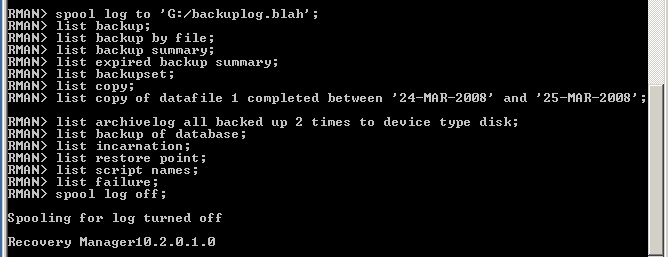 RMAN> spool log to 'G:/backuplog.blah';
RMAN> list backup;
RMAN> list backup by file;
RMAN> list backup summary;
RMAN> list expired backup summary;
RMAN> list backupset;
RMAN> list copy;
RMAN> list copy of datafile 1 completed between '24-MAR-2008' and '25-MAR-2008';
RMAN> list archivelog all backed up 2 times to device type disk;
RMAN> list backup of database;
RMAN> list incarnation;
RMAN> list restore point;
RMAN> list script names;
RMAN> list failure;
RMAN> spool log off;
Spooling for log turned off
Recovery Manager10.2.0.1.0